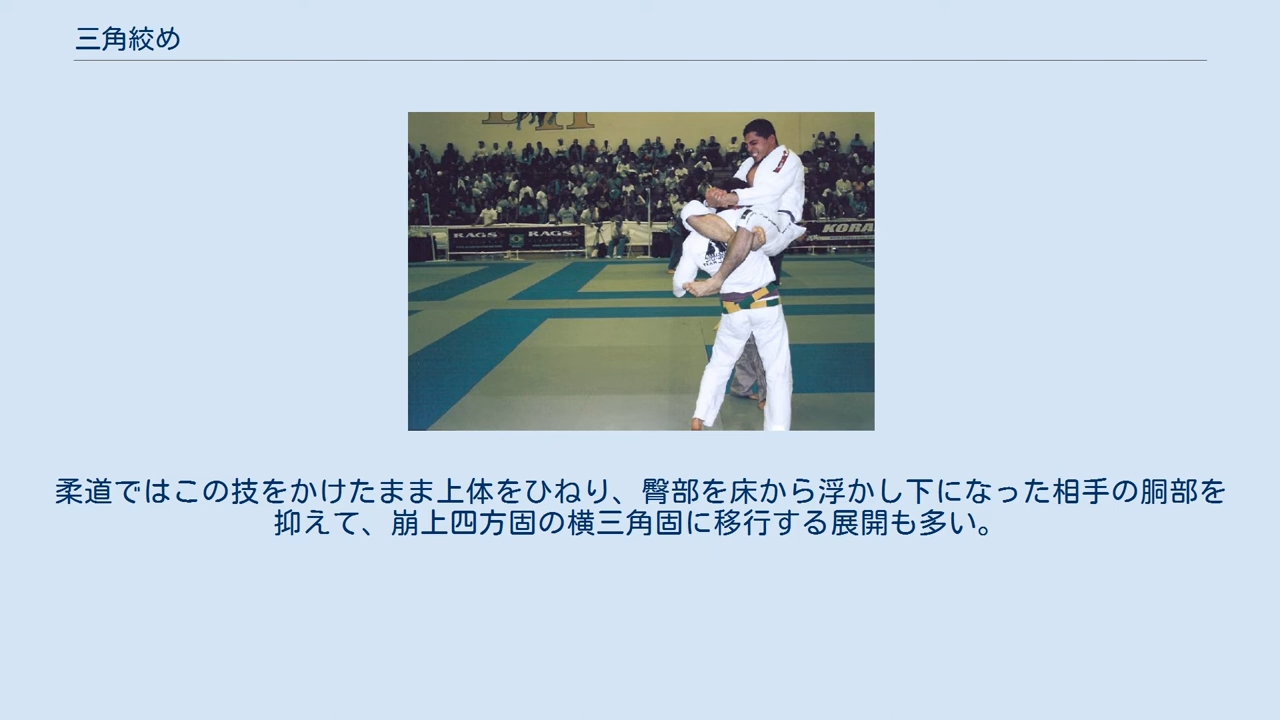 三角絞め
RAGS
RAGS
KORA
柔道ではこの技をかけたまま上体をひねり、臀部を床から浮かし下になった相手の胴部を
抑えて、崩上四方固の横三角固に移行する展開も多い。